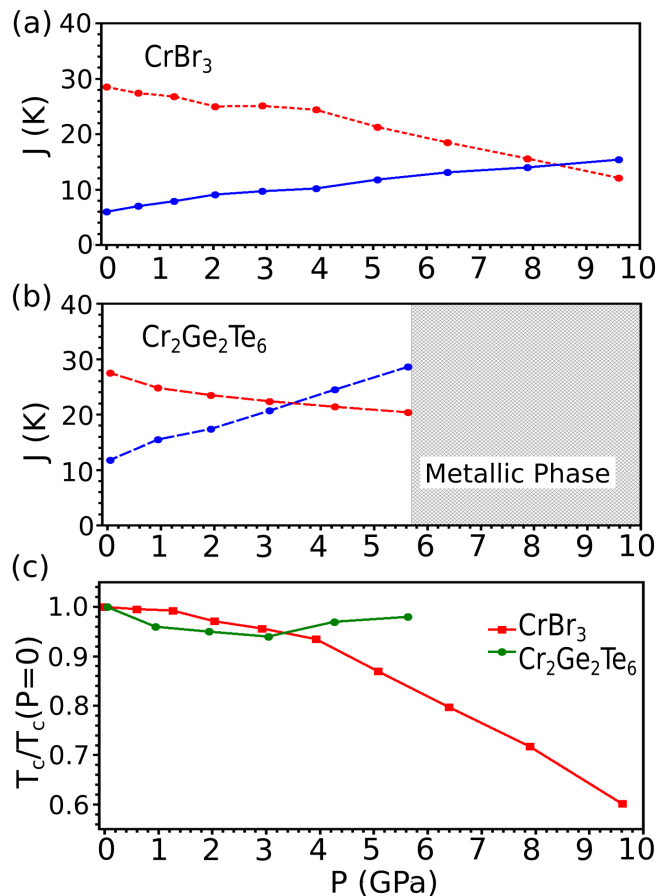 (a)
40
30
20
10
0
J (K)
CrBr₃
0 1 2 3 4 5 6 7 8 9 10
(b)
40
30
20
10
0
J (K)
Cr₂Ge₂Te₆
Metallic Phase
0 1 2 3 4 5 6 7 8 9 10
(c)
1.0
0.9
0.8
0.7
0.6
T_c/T_c(P=0)
CrBr₃
Cr₂Ge₂Te₆
0 1 2 3 4 5 6 7 8 9 10
P (GPa)